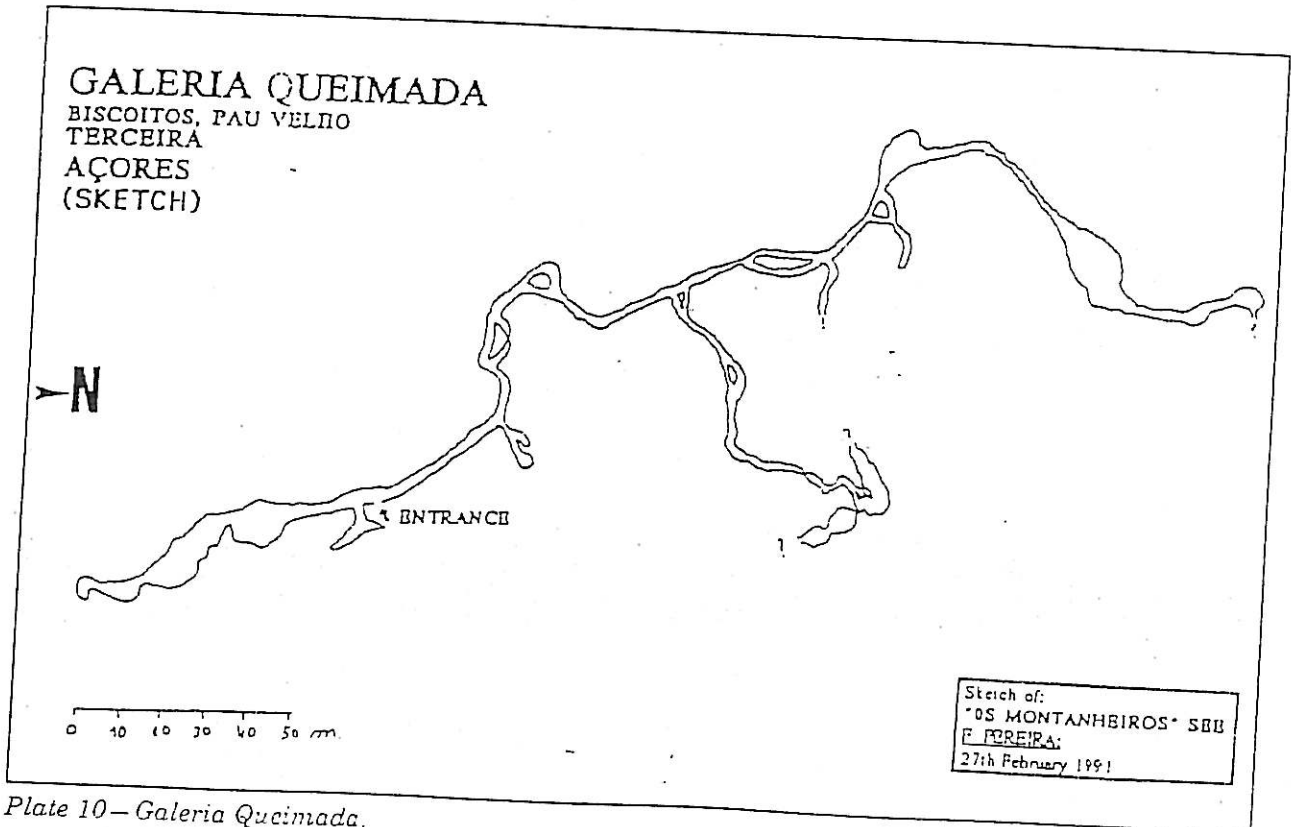 GALERIA QUEIMADA
BISCOITOS, PAU VELHO
TERCEIRA
AÇORES
(SKETCH)
N
ENTRANCE
?
?
?
?
0 10 20 30 40 50 m.
Sketch of:
"OS MONTANHEIROS" SEE
F. PEREIRA:
27th February 1991
Plate 10—Galeria Queimada.